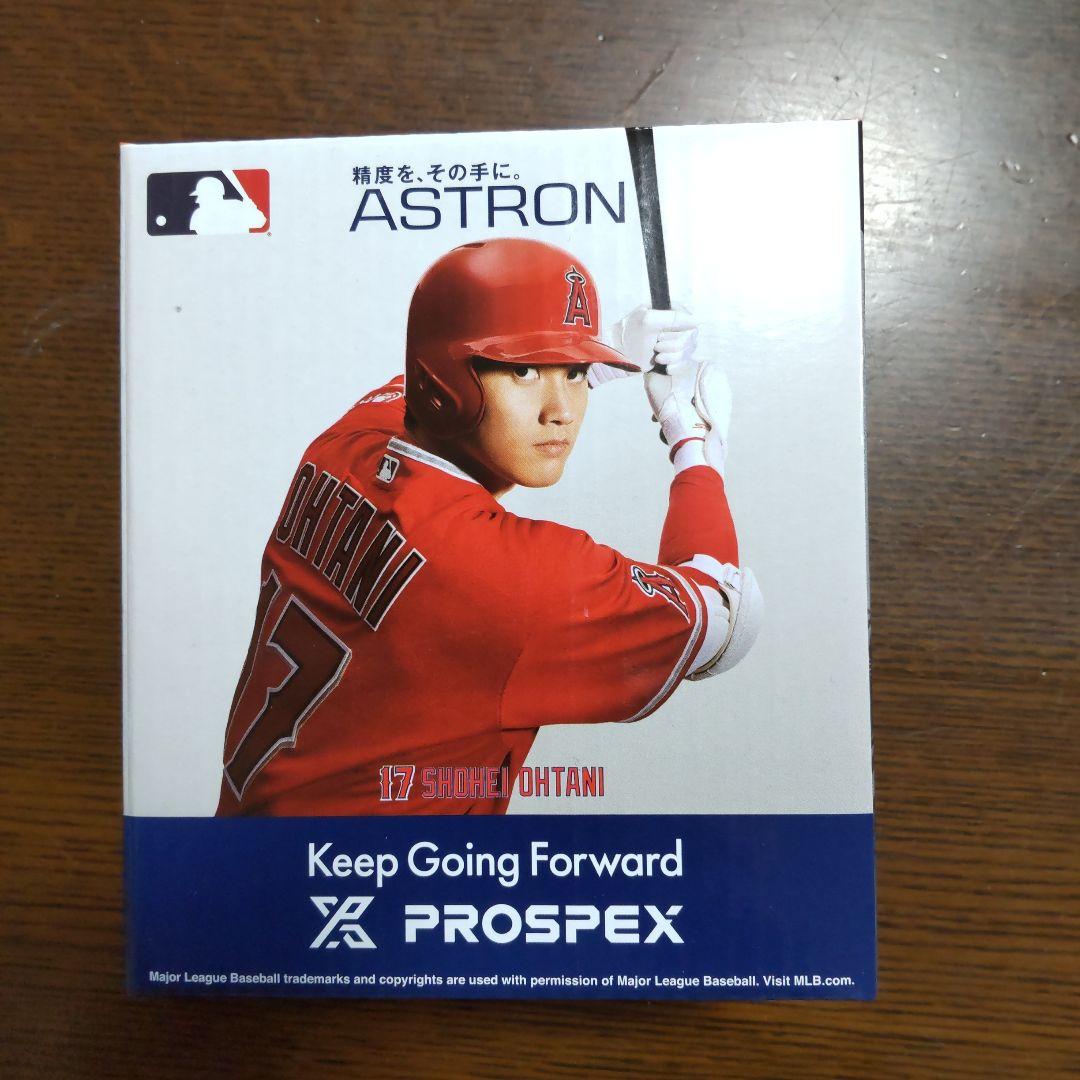 精度を、その手に。
ASTRON
A
OHTANI
17
A
17 SHOHEI OHTANI
Keep Going Forward
PROSPEX
Major League Baseball trademarks and copyrights are used with permission of Major League Baseball. Visit MLB.com.